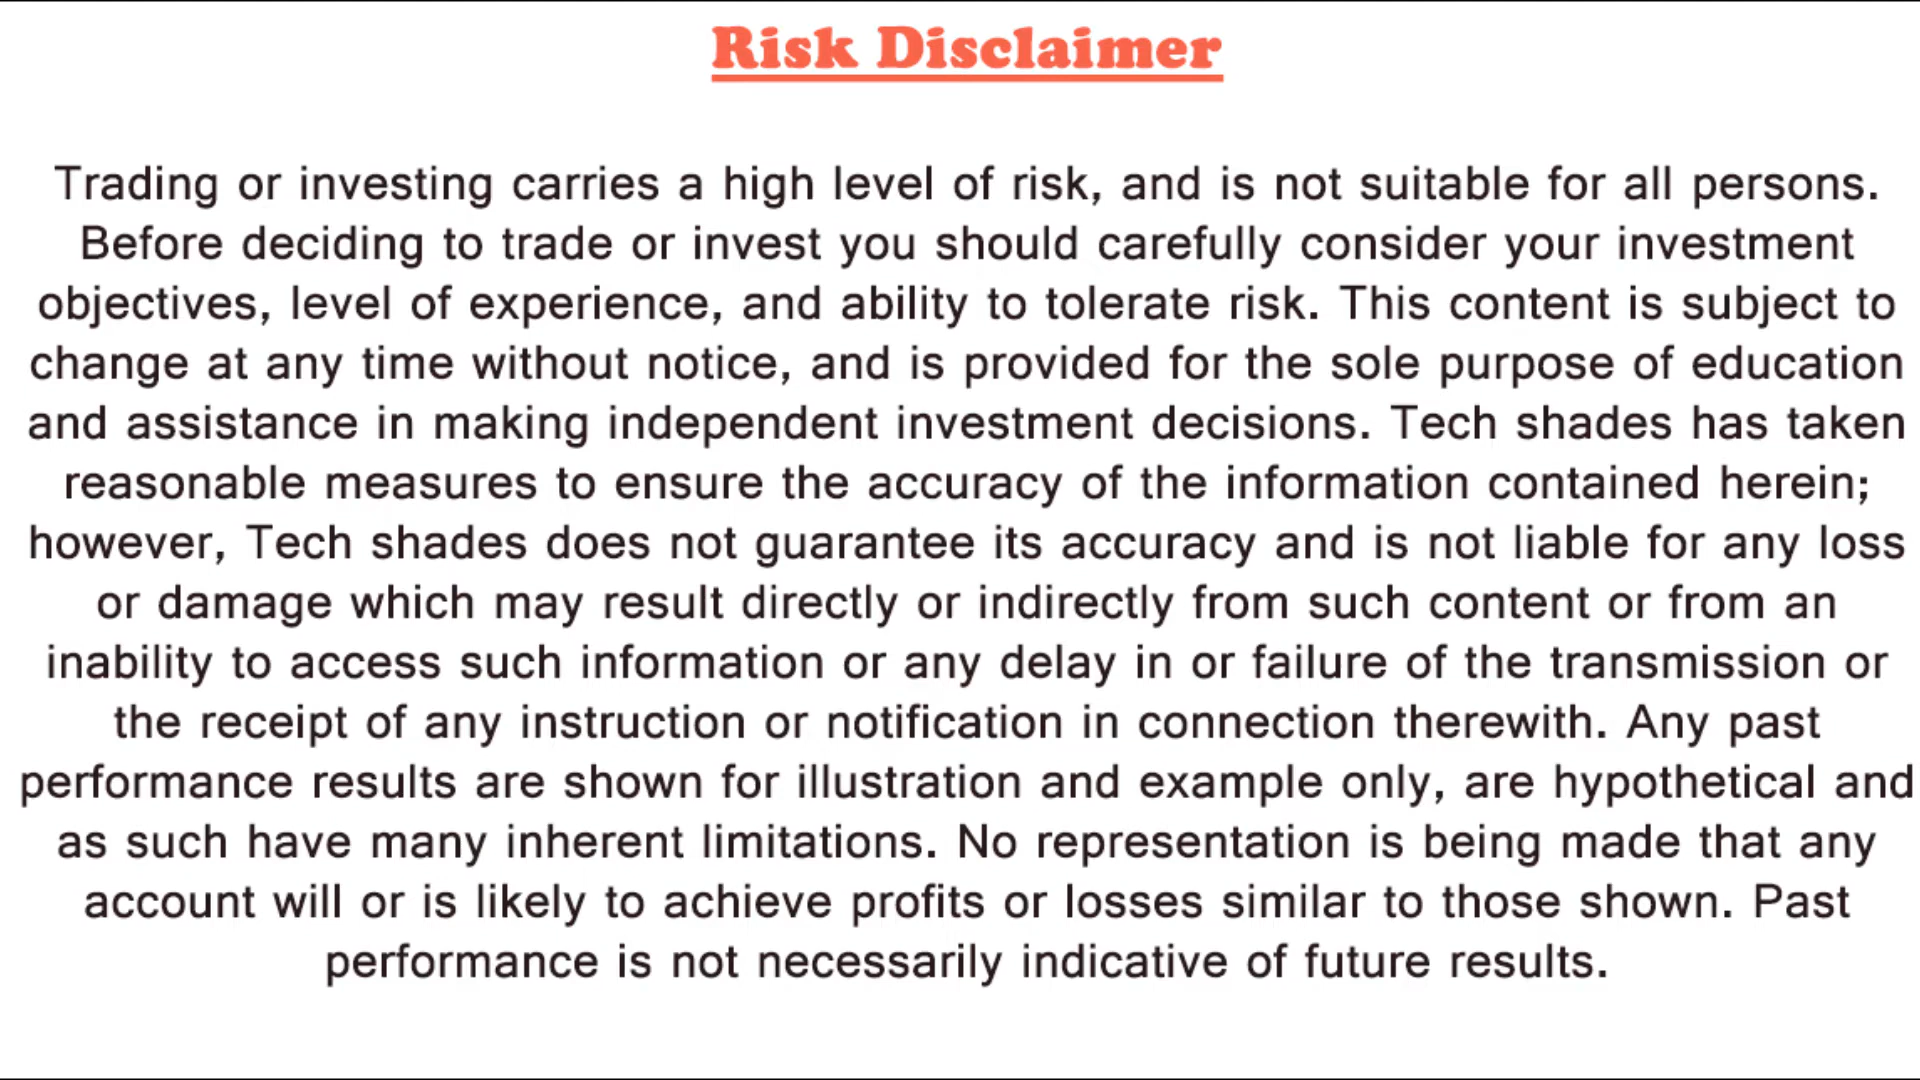 Risk Disclaimer
Trading or investing carries a high level of risk, and is not suitable for all persons.
Before deciding to trade or invest you should carefully consider your investment
objectives, level of experience, and ability to tolerate risk. This content is subject to
change at any time without notice, and is provided for the sole purpose of education
and assistance in making independent investment decisions. Tech shades has taken
reasonable measures to ensure the accuracy of the information contained herein;
however, Tech shades does not guarantee its accuracy and is not liable for any loss
or damage which may result directly or indirectly from such content or from an
inability to access such information or any delay in or failure of the transmission or
the receipt of any instruction or notification in connection therewith. Any past
performance results are shown for illustration and example only, are hypothetical and
as such have many inherent limitations. No representation is being made that any
account will or is likely to achieve profits or losses similar to those shown. Past
performance is not necessarily indicative of future results.